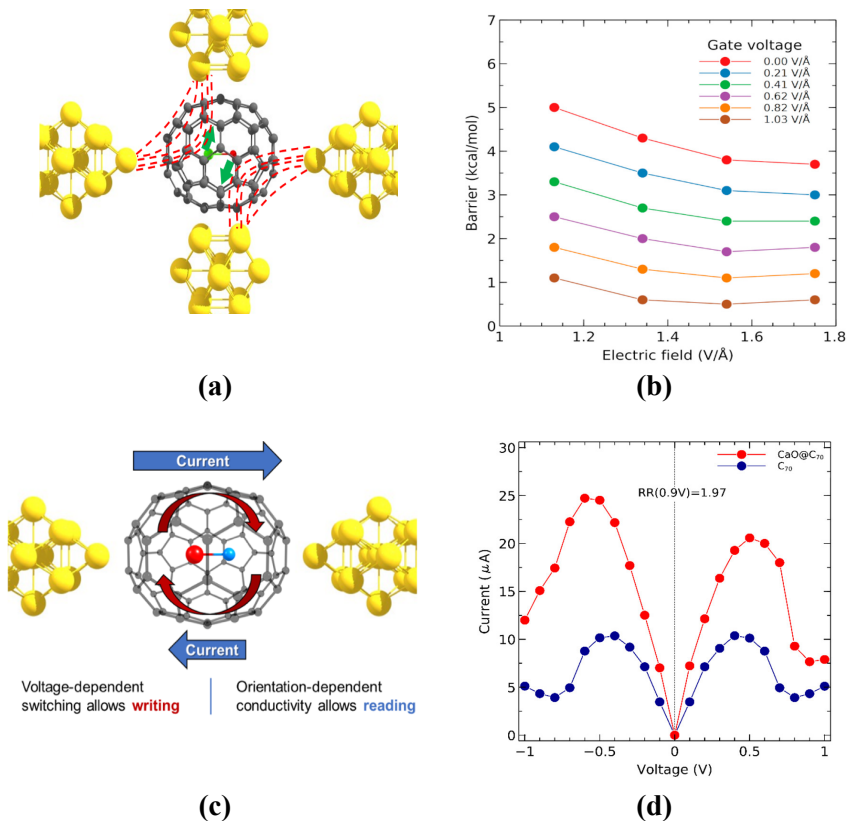 Gate voltage
0.00 V/Å
0.21 V/Å
0.41 V/Å
0.62 V/Å
0.82 V/Å
1.03 V/Å
7
6
5
4
3
2
1
0
Barrier (kcal/mol)
1 1.2 1.4 1.6 1.8
Electric field (V/Å)
(a)
(b)
Current
Current
Voltage-dependent
switching allows writing
Orientation-dependent
conductivity allows reading
(c)
CaO@C70
C70
RR(0.9V)=1.97
30
25
20
15
10
5
0
Current (μA)
−1 −0.5 0 0.5 1
Voltage (V)
(d)